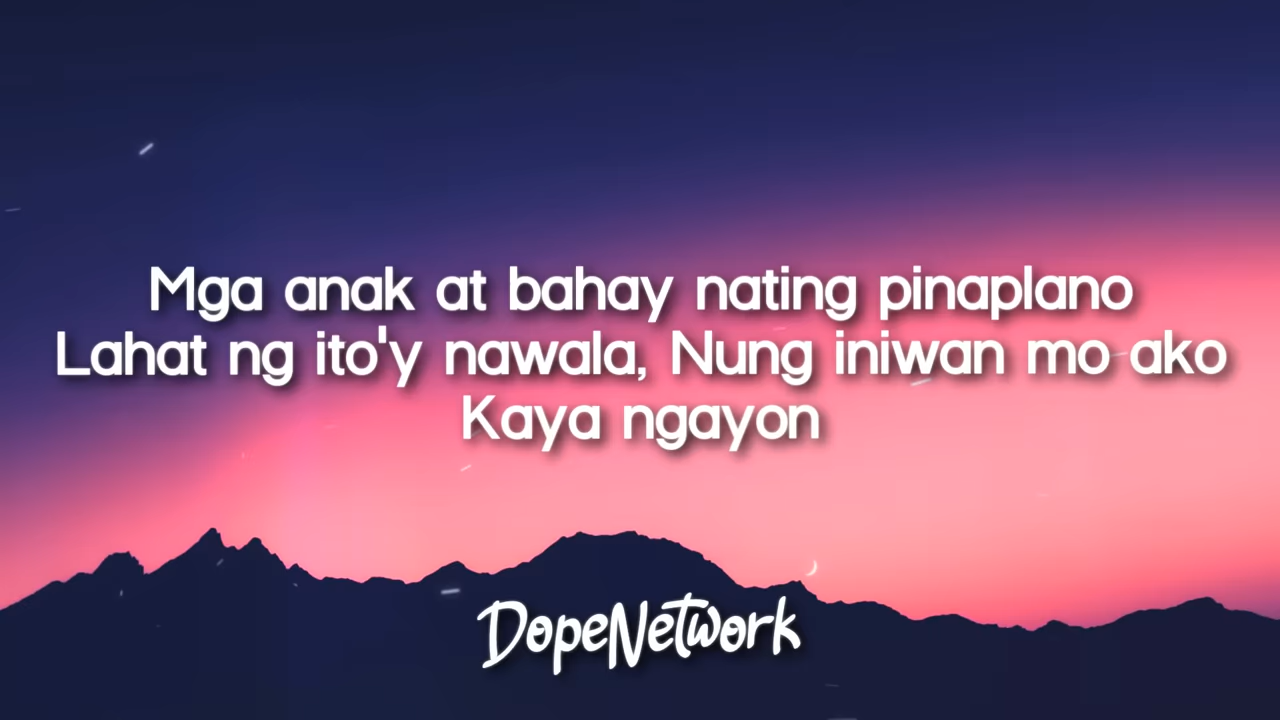 Mga anak at bahay nating pinaplano
Lahat ng ito'y nawala, Nung iniwan mo ako
Kaya ngayon
DopeNetwork